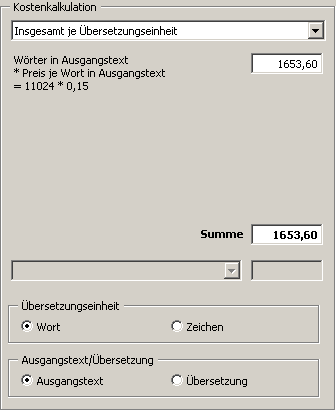 Kostenkalkulation
Insgesamt je Übersetzungseinheit
Wörter in Ausgangstext 1653,60
* Preis je Wort in Ausgangstext
= 11024 * 0,15
Summe 1653,60
Übersetzungseinheit
Wort Zeichen
Ausgangstext/Übersetzung
Ausgangstext Übersetzung